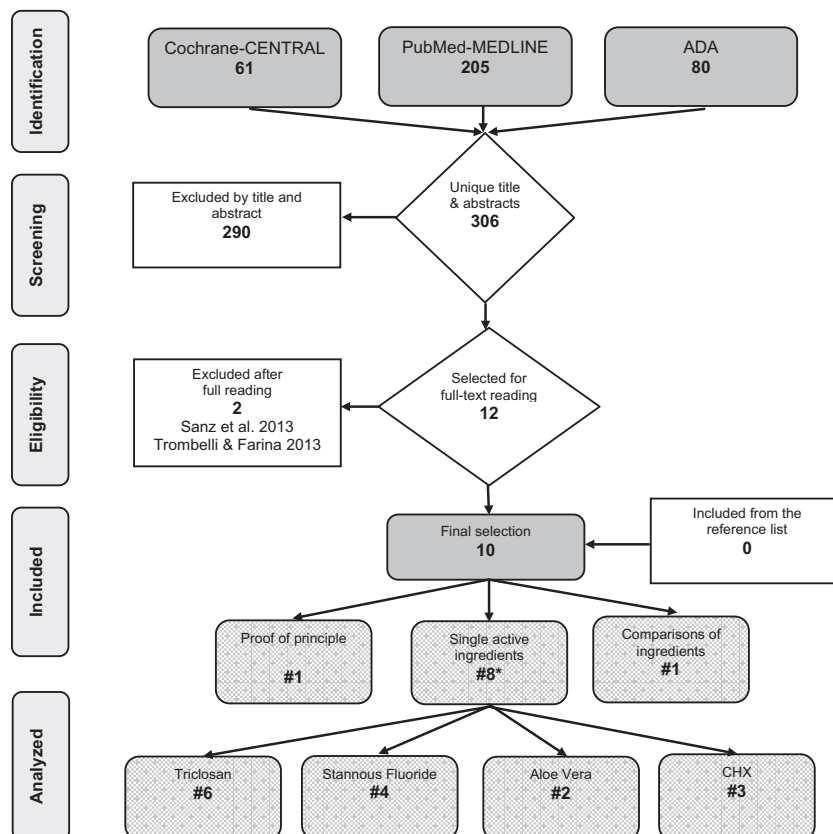 Identification
Cochrane-CENTRAL
61
PubMed-MEDLINE
205
ADA
80
Screening
Excluded by title and
abstract
290
Unique title
& abstracts
306
Eligibility
Excluded after
full reading
2
Sanz et al. 2013
Trombelli & Farina 2013
Selected for
full-text reading
12
Included
Final selection
10
Included from the
reference list
0
Proof of principle
#1
Single active
ingredients
#8*
Comparisons of
ingredients
#1
Analyzed
Triclosan
#6
Stannous Fluoride
#4
Aloe Vera
#2
CHX
#3